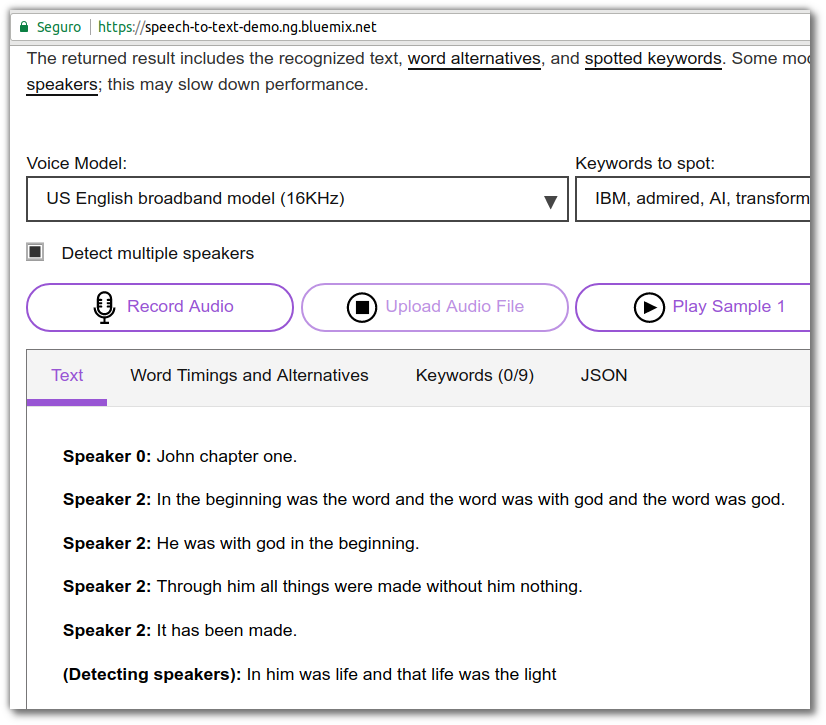 Seguro https://speech-to-text-demo.ng.bluemix.net
The returned result includes the recognized text, word alternatives, and spotted keywords. Some
speakers; this may slow down performance.
Voice Model: Keywords to spot:
US English broadband model (16KHz) ▼ IBM, admired, AI, transform
Detect multiple speakers
Record Audio Upload Audio File Play Sample 1
Text Word Timings and Alternatives Keywords (0/9) JSON
Speaker 0: John chapter one.
Speaker 2: In the beginning was the word and the word was with god and the word was god.
Speaker 2: He was with god in the beginning.
Speaker 2: Through him all things were made without him nothing.
Speaker 2: It has been made.
(Detecting speakers): In him was life and that life was the light